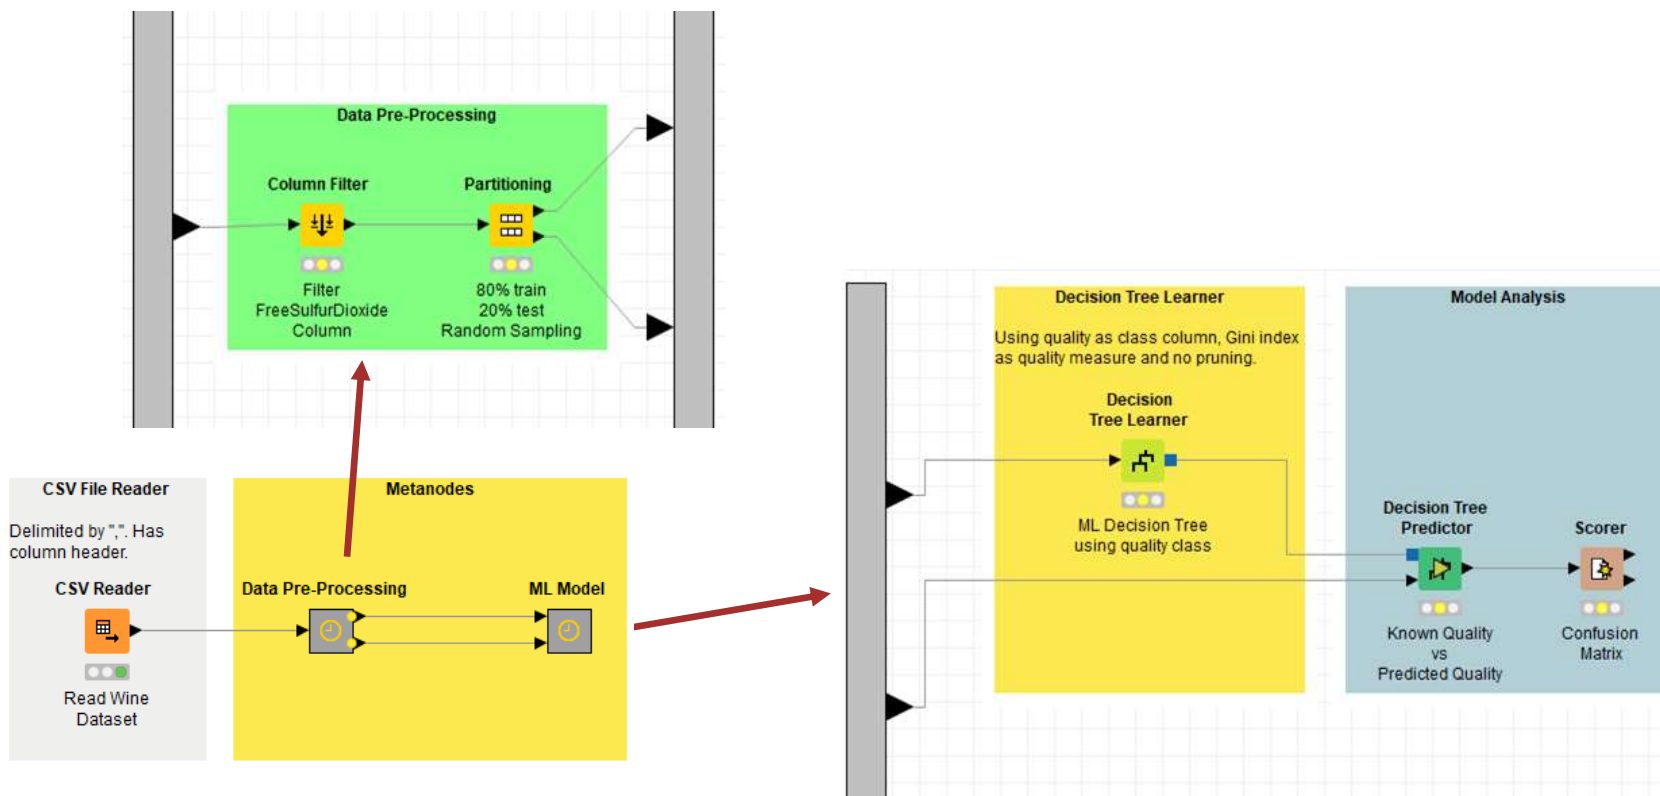 Data Pre-Processing
Column Filter
Partitioning
Filter
FreeSulfurDioxide
Column
80% train
20% test
Random Sampling
CSV File Reader
Delimited by ",". Has
column header.
CSV Reader
Read Wine
Dataset
Metanodes
Data Pre-Processing
ML Model
Decision Tree Learner
Using quality as class column, Gini index
as quality measure and no pruning.
Decision
Tree Learner
ML Decision Tree
using quality class
Model Analysis
Decision Tree
Predictor
Known Quality
vs
Predicted Quality
Scorer
Confusion
Matrix